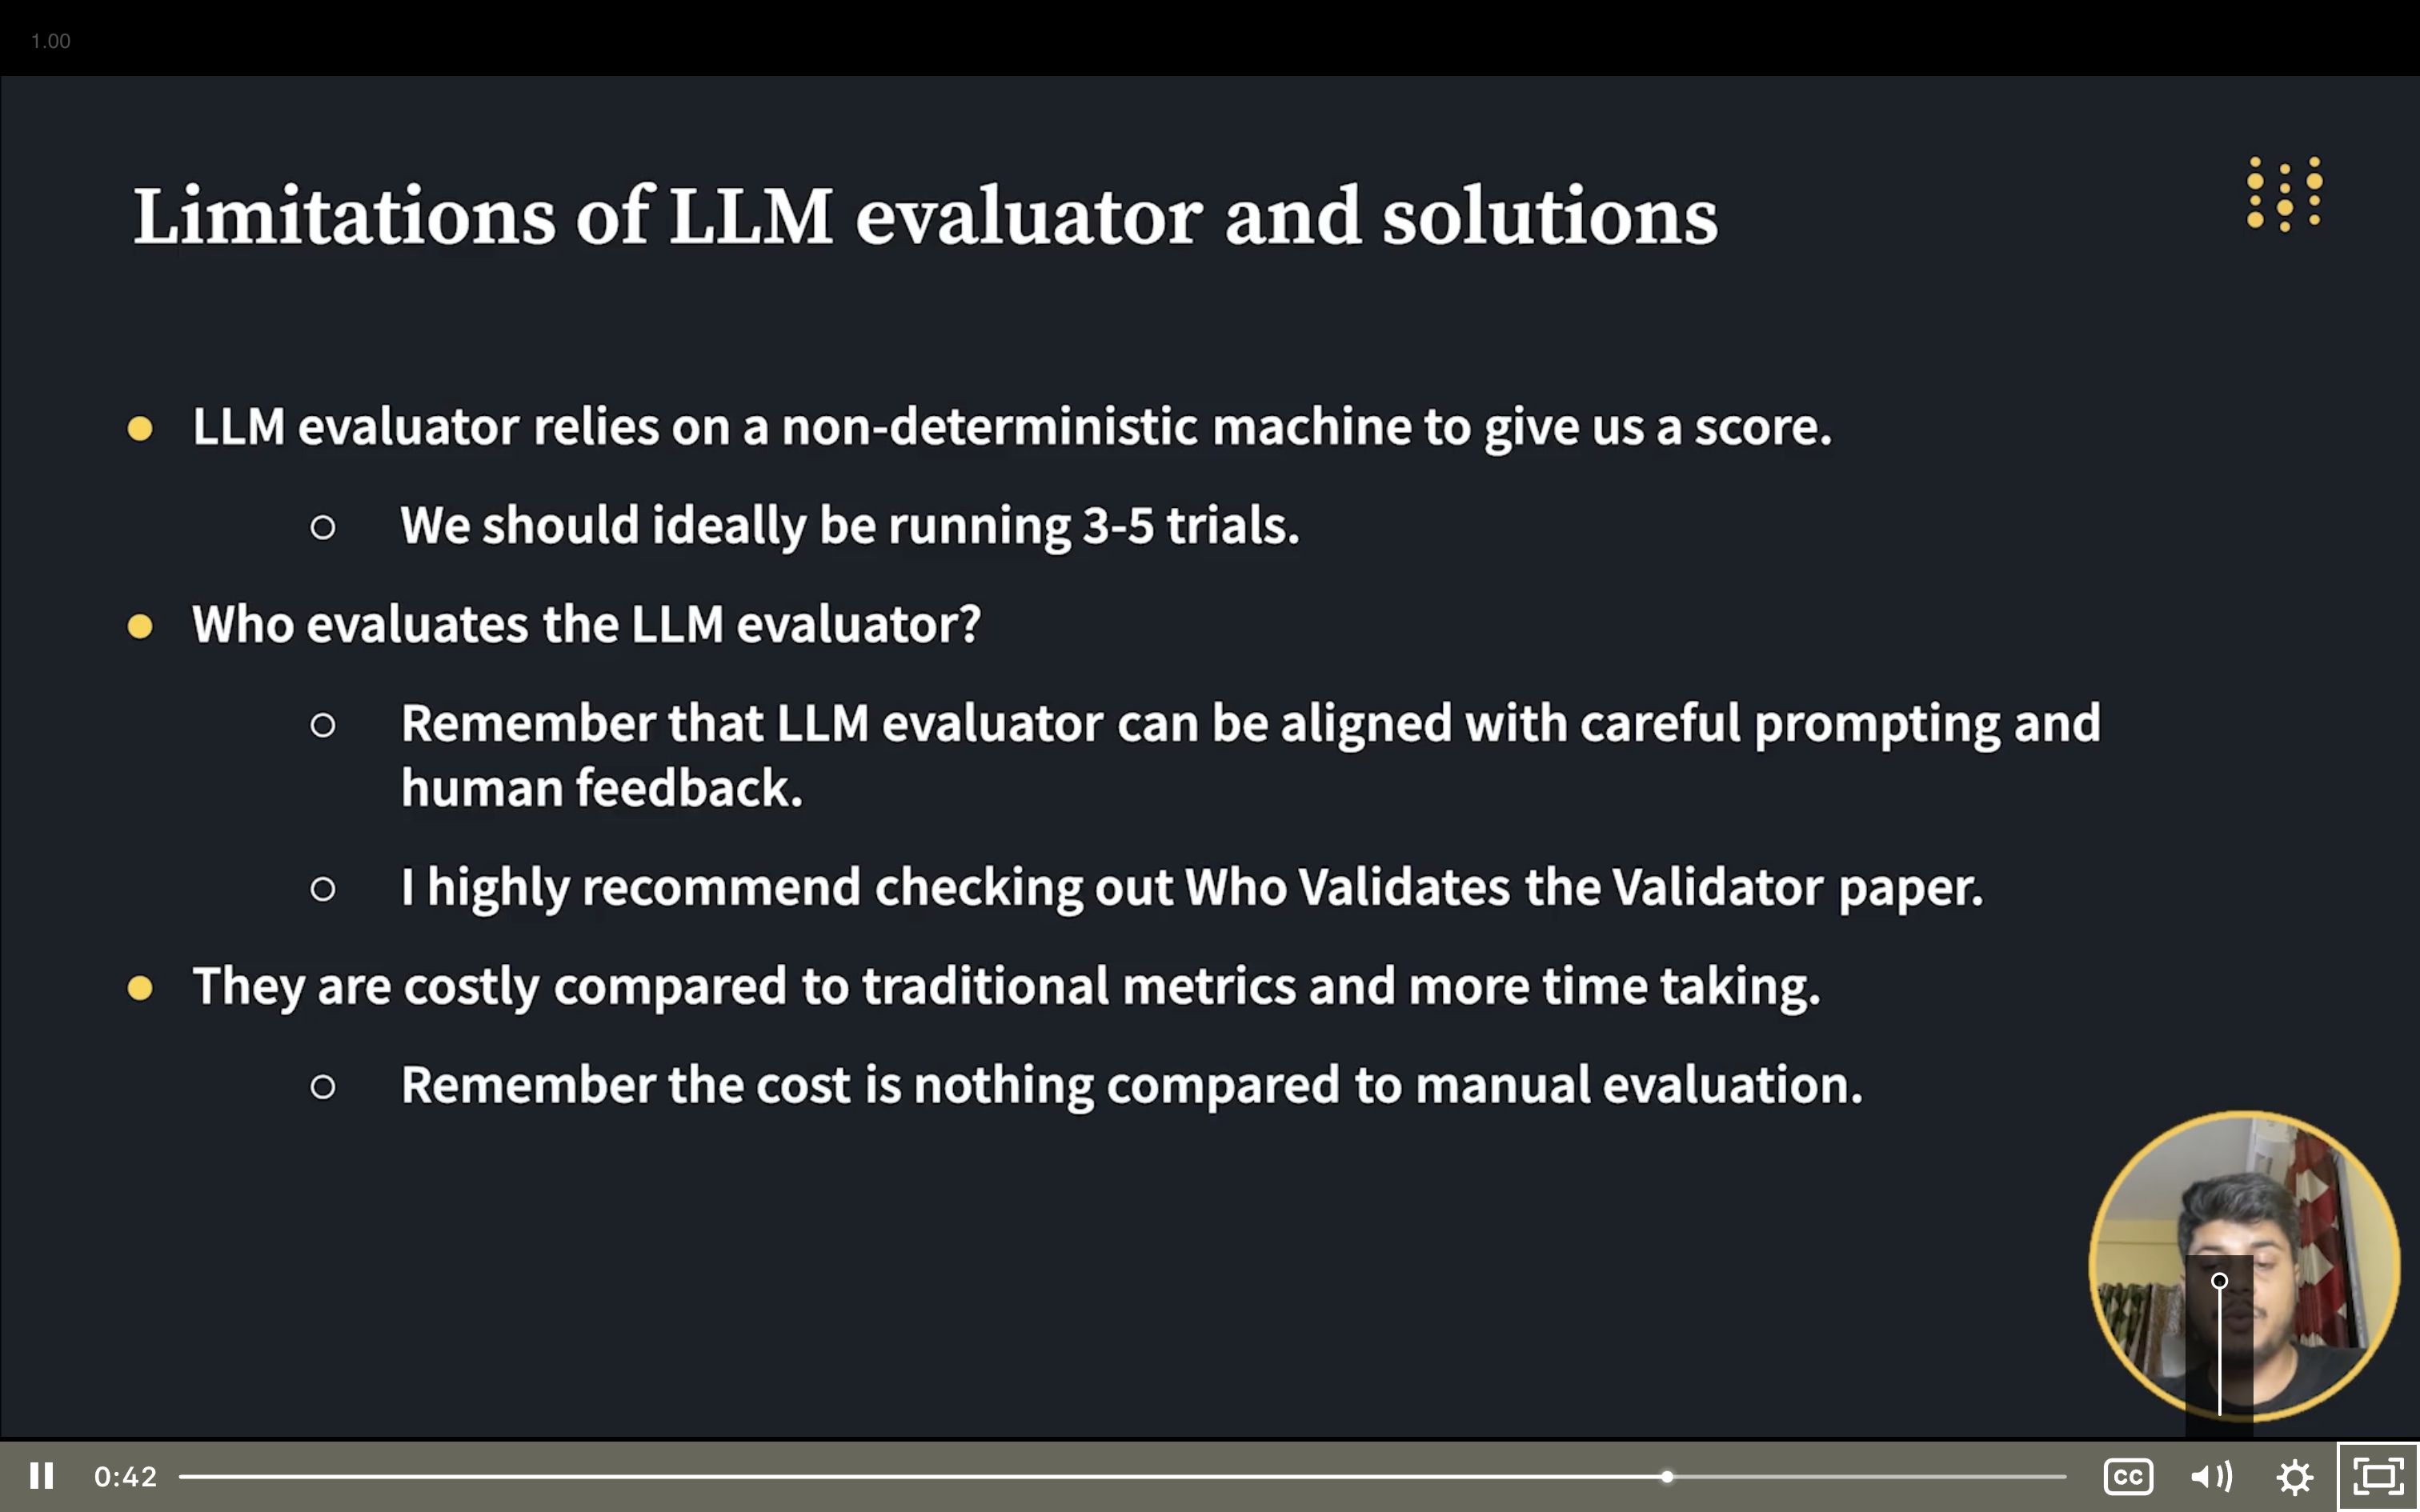 1.00
Limitations of LLM evaluator and solutions
LLM evaluator relies on a non-deterministic machine to give us a score.
We should ideally be running 3-5 trials.
Who evaluates the LLM evaluator?
Remember that LLM evaluator can be aligned with careful prompting and
human feedback.
I highly recommend checking out Who Validates the Validator paper.
They are costly compared to traditional metrics and more time taking.
Remember the cost is nothing compared to manual evaluation.
0:42
CC